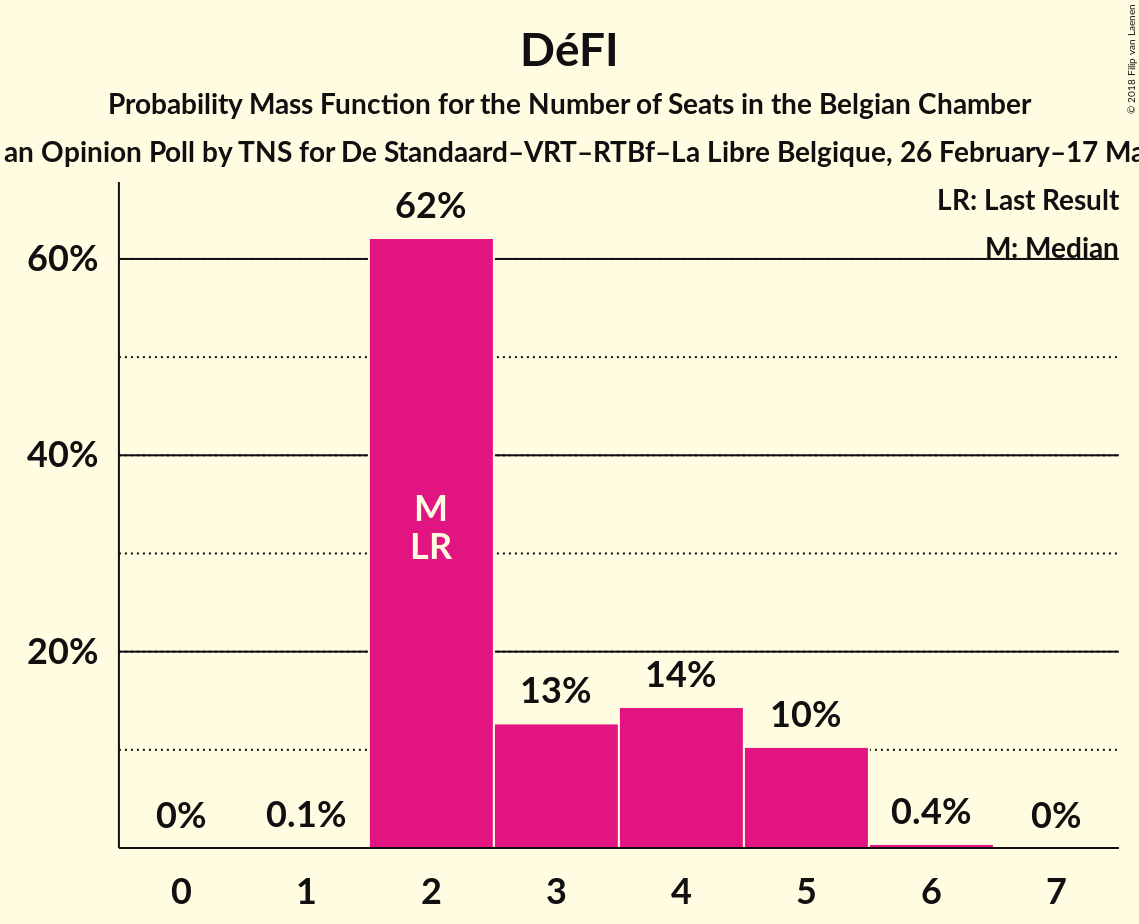 DéFI
Probability Mass Function for the Number of Seats in the Belgian Chamber
an Opinion Poll by TNS for De Standaard–VRT–RTBf–La Libre Belgique, 26 February–17
© 2018 Filip van Laenen
LR: Last Result
M: Median
60%
40%
20%
62%
M
LR
0%
0.1%
13%
14%
10%
0.4%
0%
0 1 2 3 4 5 6 7